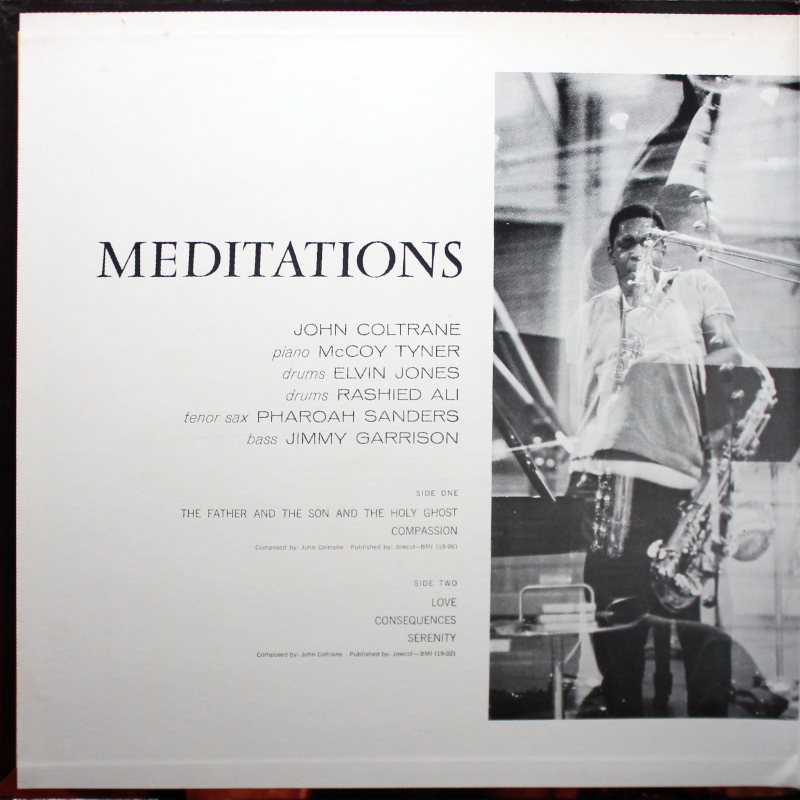 MEDITATIONS
JOHN COLTRANE
piano McCOY TYNER
drums ELVIN JONES
drums RASHIED ALI
tenor sax PHAROAH SANDERS
bass JIMMY GARRISON
SIDE ONE
THE FATHER AND THE SON AND THE HOLY GHOST
COMPASSION
Composed by: John Coltrane Published by: Jowcol—BMI (19:06)
SIDE TWO
LOVE
CONSEQUENCES
SERENITY
Composed by: John Coltrane Published by: Jowcol—BMI (19:02)